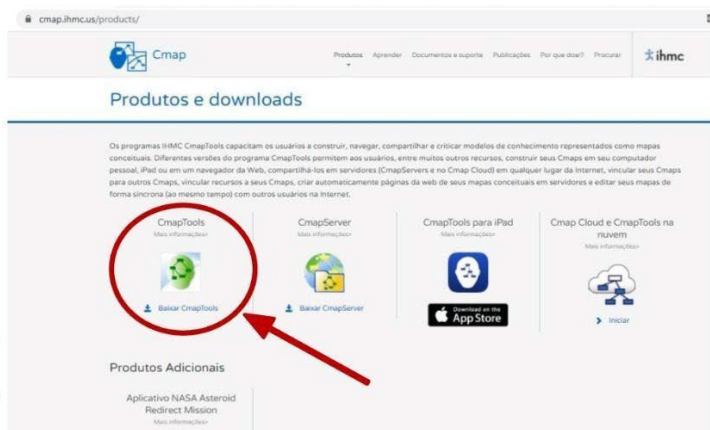 cmap.ihmc.us/products/
Cmap
Produtos Aprender Documentos e suporte Publicações Por que doar? Procurar
ihmc
Produtos e downloads
Os programas IHMC CmapTools capacitam os usuários a construir, navegar, compartilhar e criticar modelos de conhecimento representados como mapas
conceituais. Diferentes versões do programa CmapTools permitem aos usuários, entre muitos outros recursos, construir seus Cmaps em seu computador
pessoal, iPad ou em um navegador da Web, compartilhá-los em servidores (CmapServers e no Cmap Cloud) em qualquer lugar da Internet, vincular seus Cmaps
para outros Cmaps, vincular recursos a seus Cmaps, criar automaticamente páginas da web de seus mapas conceituais em servidores e editar seus mapas de
forma síncrona (ao mesmo tempo) com outros usuários na Internet.
CmapTools
Mais informações>
Baixar CmapTools
CmapServer
Mais informações>
Baixar CmapServer
CmapTools para iPad
Mais informações>
Download on the
App Store
Cmap Cloud e CmapTools na
nuvem
Mais informações>
Iniciar
Produtos Adicionais
Aplicativo NASA Asteroid
Redirect Mission
Mais informações>